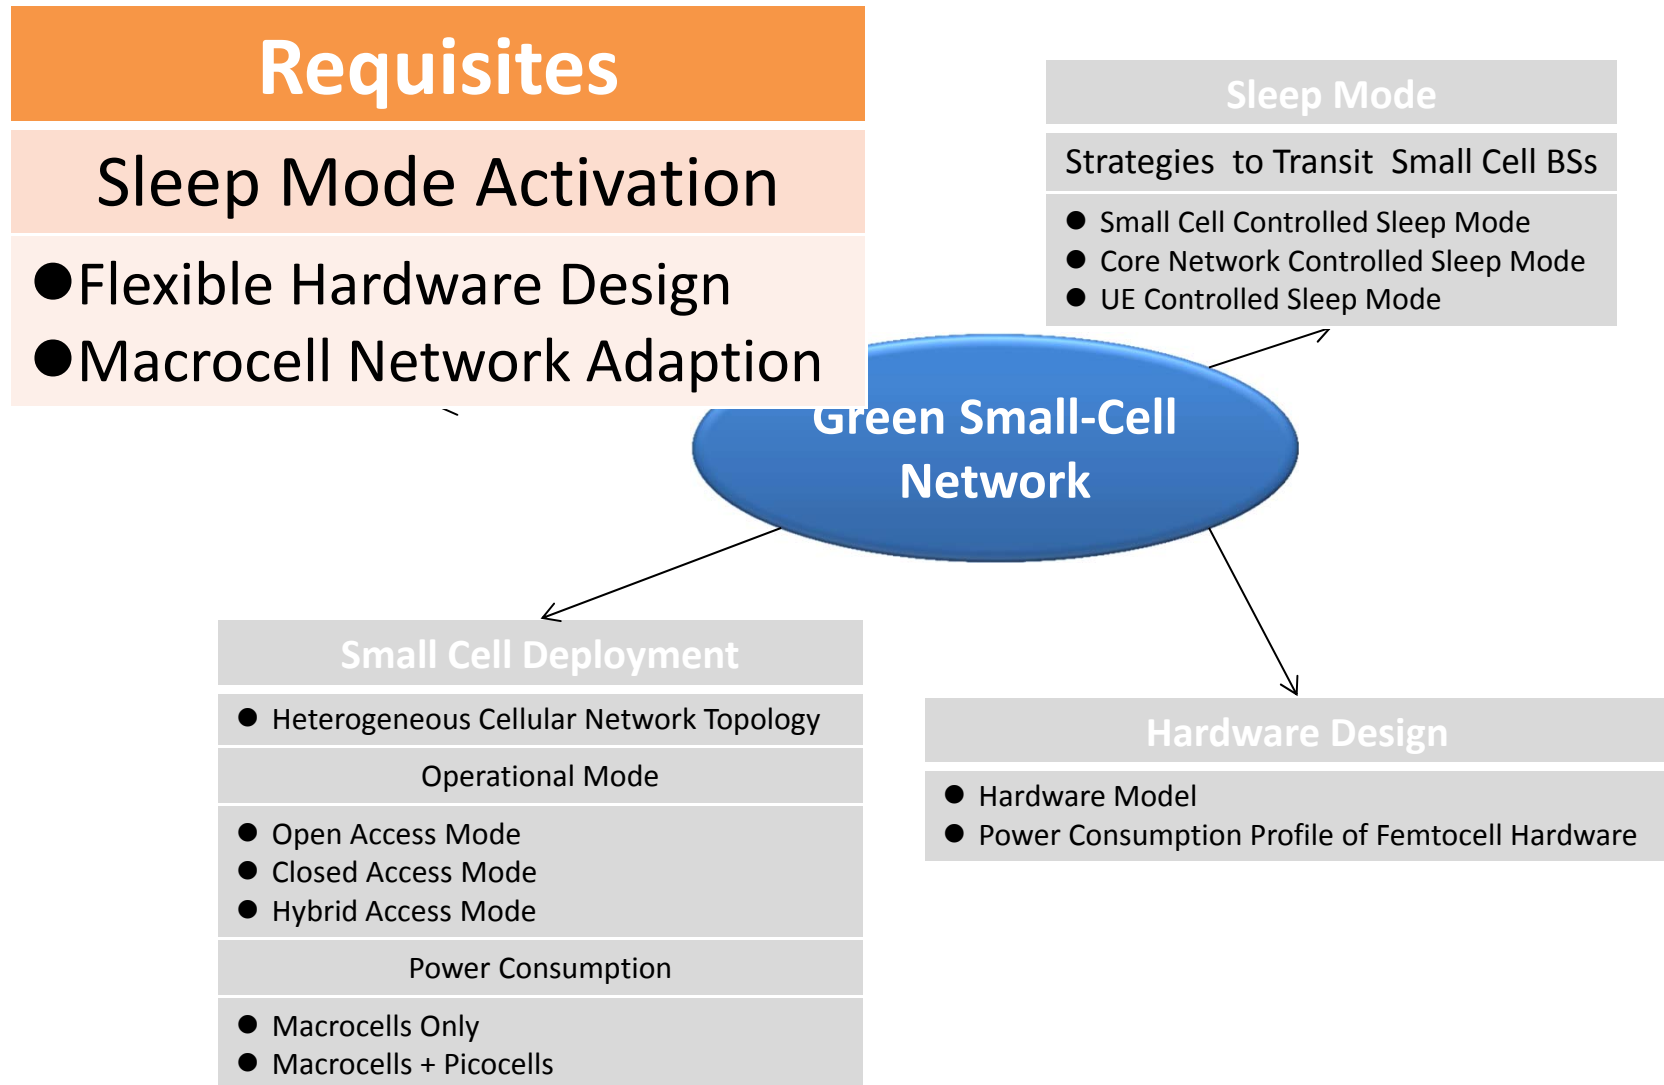 Requisites
Sleep Mode Activation
●Flexible Hardware Design
●Macrocell Network Adaption
Sleep Mode
Strategies to Transit Small Cell BSs
● Small Cell Controlled Sleep Mode
● Core Network Controlled Sleep Mode
● UE Controlled Sleep Mode
Green Small-Cell
Network
Small Cell Deployment
● Heterogeneous Cellular Network Topology
Operational Mode
● Open Access Mode
● Closed Access Mode
● Hybrid Access Mode
Power Consumption
● Macrocells Only
● Macrocells + Picocells
Hardware Design
● Hardware Model
● Power Consumption Profile of Femtocell Hardware